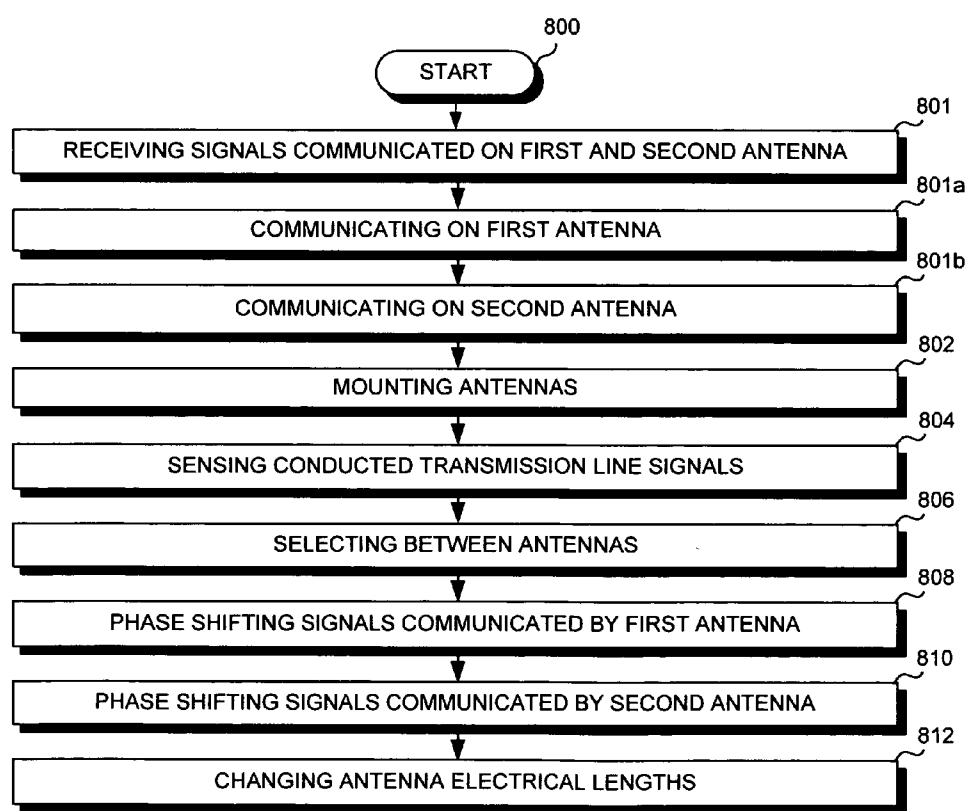 800
START
801
RECEIVING SIGNALS COMMUNICATED ON FIRST AND SECOND ANTENNA
801a
COMMUNICATING ON FIRST ANTENNA
801b
COMMUNICATING ON SECOND ANTENNA
802
MOUNTING ANTENNAS
804
SENSING CONDUCTED TRANSMISSION LINE SIGNALS
806
SELECTING BETWEEN ANTENNAS
808
PHASE SHIFTING SIGNALS COMMUNICATED BY FIRST ANTENNA
810
PHASE SHIFTING SIGNALS COMMUNICATED BY SECOND ANTENNA
812
CHANGING ANTENNA ELECTRICAL LENGTHS